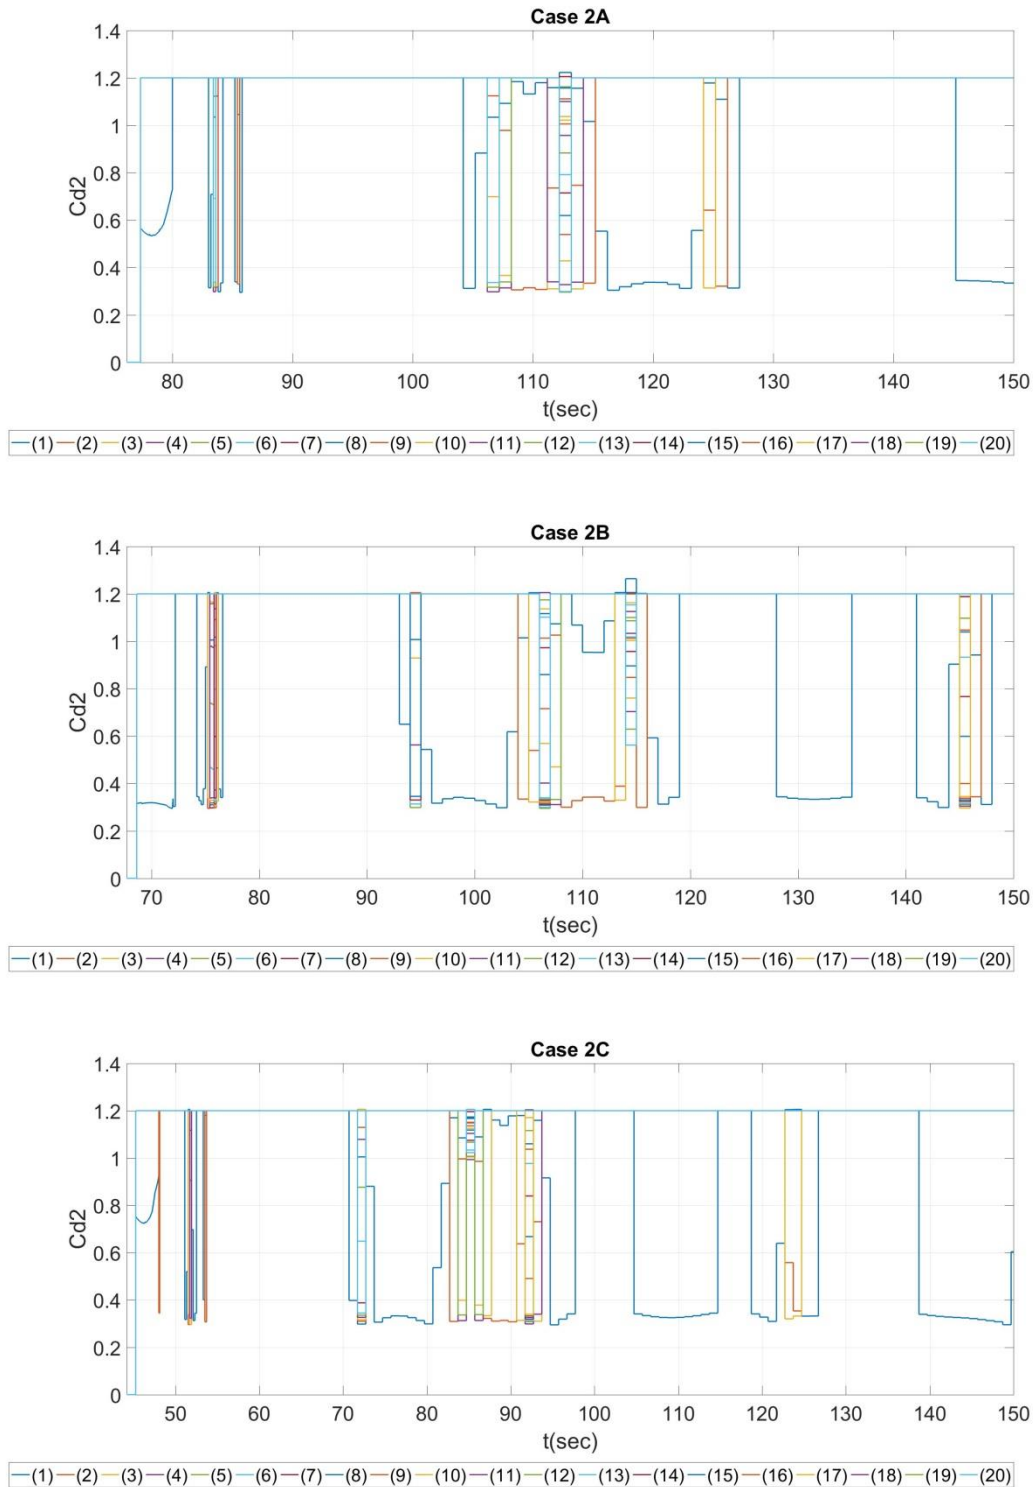 Case 2A
1.4
1.2
1
0.8
0.6
0.4
0.2
0
Cd2
80 90 100 110 120 130 140 150
t(sec)
(1) (2) (3) (4) (5) (6) (7) (8) (9) (10) (11) (12) (13) (14) (15) (16) (17) (18) (19) (20)
Case 2B
1.4
1.2
1
0.8
0.6
0.4
0.2
0
Cd2
70 80 90 100 110 120 130 140 150
t(sec)
(1) (2) (3) (4) (5) (6) (7) (8) (9) (10) (11) (12) (13) (14) (15) (16) (17) (18) (19) (20)
Case 2C
1.4
1.2
1
0.8
0.6
0.4
0.2
0
Cd2
50 60 70 80 90 100 110 120 130 140 150
t(sec)
(1) (2) (3) (4) (5) (6) (7) (8) (9) (10) (11) (12) (13) (14) (15) (16) (17) (18) (19) (20)